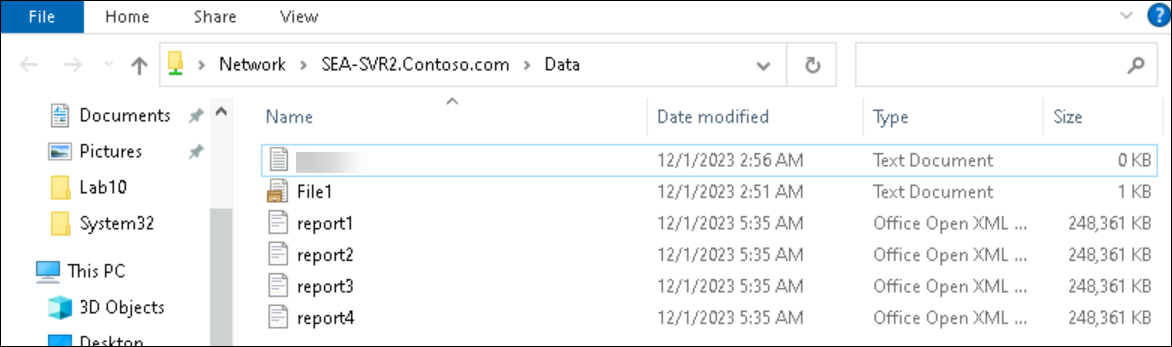 File Home Share View
Network > SEA-SVR2.Contoso.com > Data
Documents
Pictures
Lab10
System32
This PC
3D Objects
Desktop
Name Date modified Type Size
12/1/2023 2:56 AM Text Document 0 KB
File1 12/1/2023 2:51 AM Text Document 1 KB
report1 12/1/2023 5:35 AM Office Open XML ... 248,361 KB
report2 12/1/2023 5:35 AM Office Open XML ... 248,361 KB
report3 12/1/2023 5:35 AM Office Open XML ... 248,361 KB
report4 12/1/2023 5:35 AM Office Open XML ... 248,361 KB